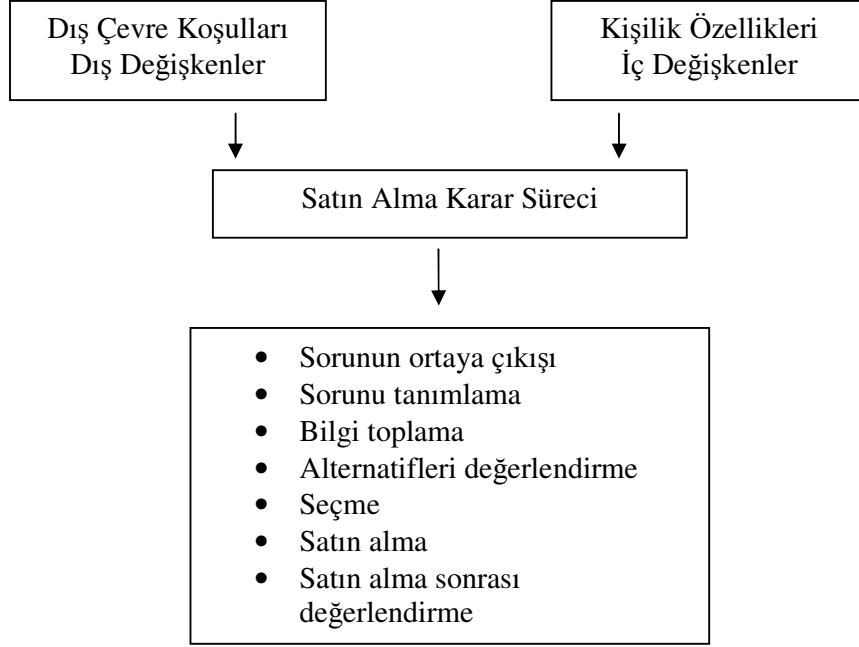 Dış Çevre Koşulları
Dış Değişkenler
Kişilik Özellikleri
İç Değişkenler
Satın Alma Karar Süreci
• Sorunun ortaya çıkışı
• Sorunu tanımlama
• Bilgi toplama
• Alternatifleri değerlendirme
• Seçme
• Satın alma
• Satın alma sonrası
değerlendirme